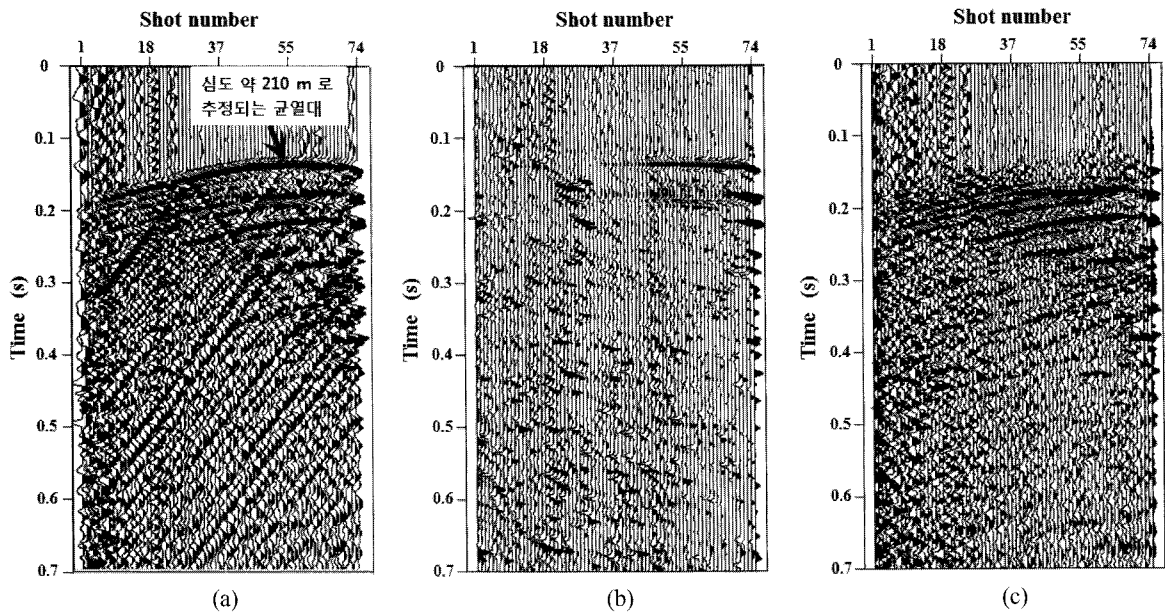 Shot number
1 18 37 55 74
0
0.1
0.2
0.3
0.4
0.5
0.6
0.7
Time (s)
심도 약 210 m 로
추정되는 균열대
(a)
Shot number
1 18 37 55 74
0
0.1
0.2
0.3
0.4
0.5
0.6
0.7
Time (s)
(b)
Shot number
1 18 37 55 74
0
0.1
0.2
0.3
0.4
0.5
0.6
0.7
Time (s)
(c)